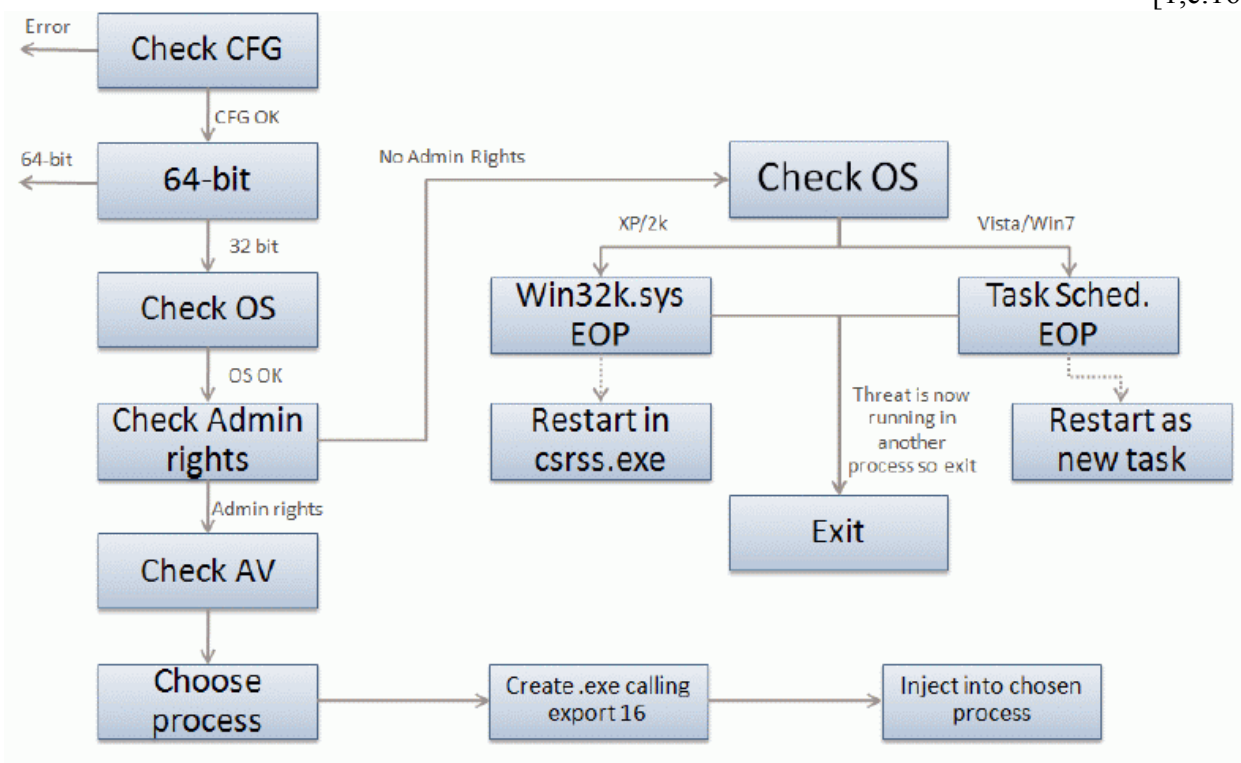 [1,c.16
Error
Check CFG
CFG OK
64-bit
64-bit
No Admin Rights
Check OS
32 bit
XP/2k
Vista/Win7
Check OS
Win32k.sys
EOP
Task Sched.
EOP
OS OK
Check Admin
rights
Restart in
csrss.exe
Threat is now
running in
another
process so exit
Restart as
new task
Admin rights
Exit
Check AV
Choose
process
Create .exe calling
export 16
Inject into chosen
process